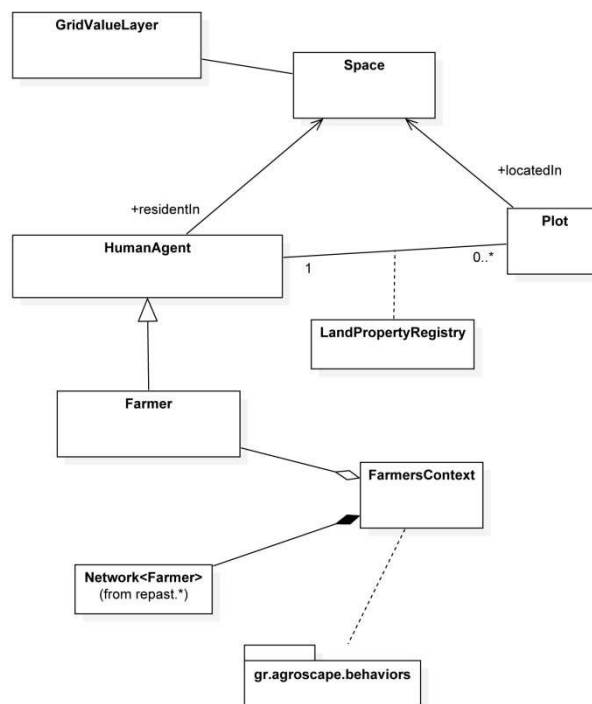 GridValueLayer
Space
+locatedIn
+residentIn
Plot
HumanAgent
1
0..*
LandPropertyRegistry
Farmer
FarmersContext
Network<Farmer>
(from repast.*)
gr.agroscape.behaviors